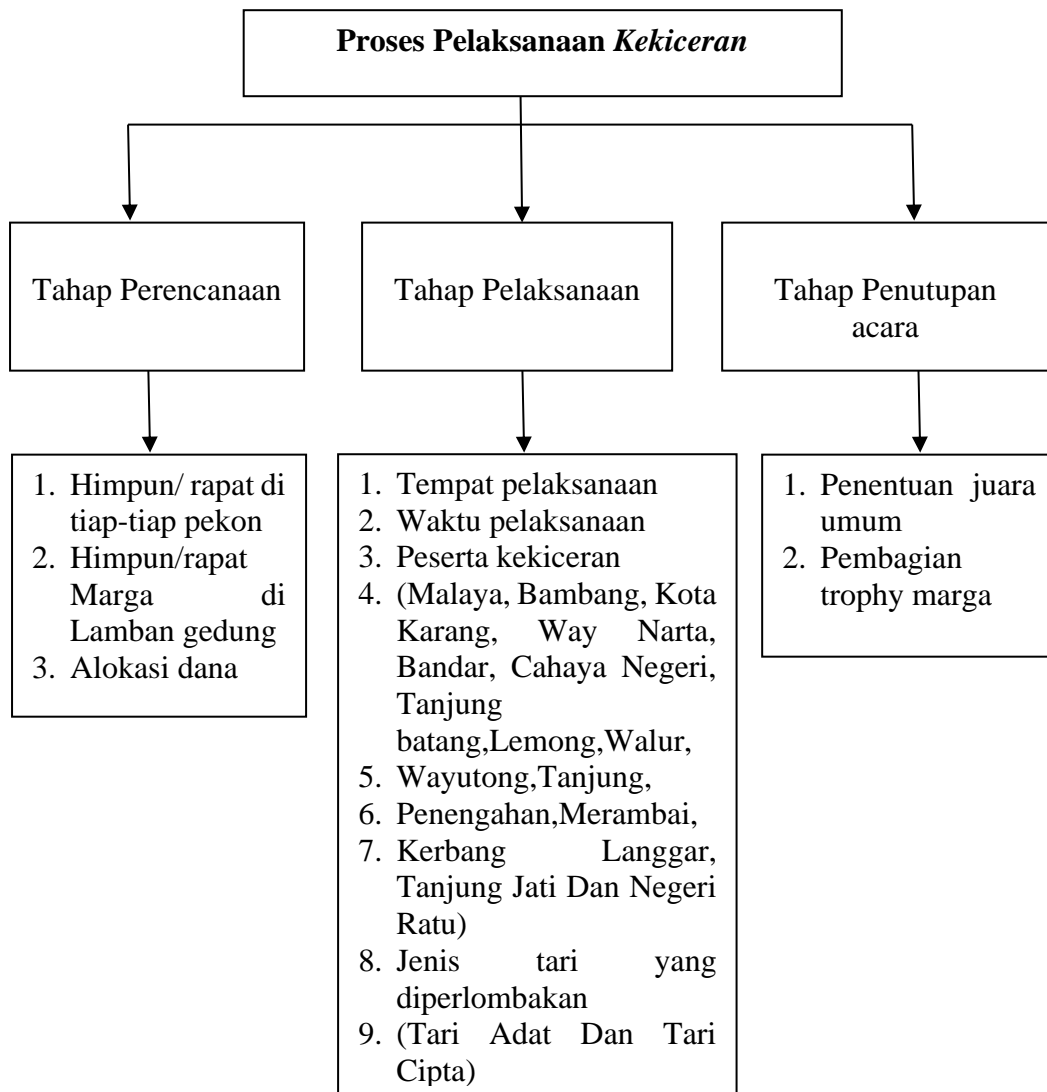 Proses Pelaksanaan Kekiceran
Tahap Perencanaan
Tahap Pelaksanaan
Tahap Penutupan
acara
1. Himpun/ rapat di
tiap-tiap pekon
2. Himpun/rapat
Marga di
Lamban gedung
3. Alokasi dana
1. Tempat pelaksanaan
2. Waktu pelaksanaan
3. Peserta kekiceran
4. (Malaya, Bambang, Kota
Karang, Way Narta,
Bandar, Cahaya Negeri,
Tanjung
batang,Lemong,Walur,
5. Wayutong,Tanjung,
6. Penengahan,Merambai,
7. Kerbang Langgar,
Tanjung Jati Dan Negeri
Ratu)
8. Jenis tari yang
diperlombakan
9. (Tari Adat Dan Tari
Cipta)
1. Penentuan juara
umum
2. Pembagian
trophy marga